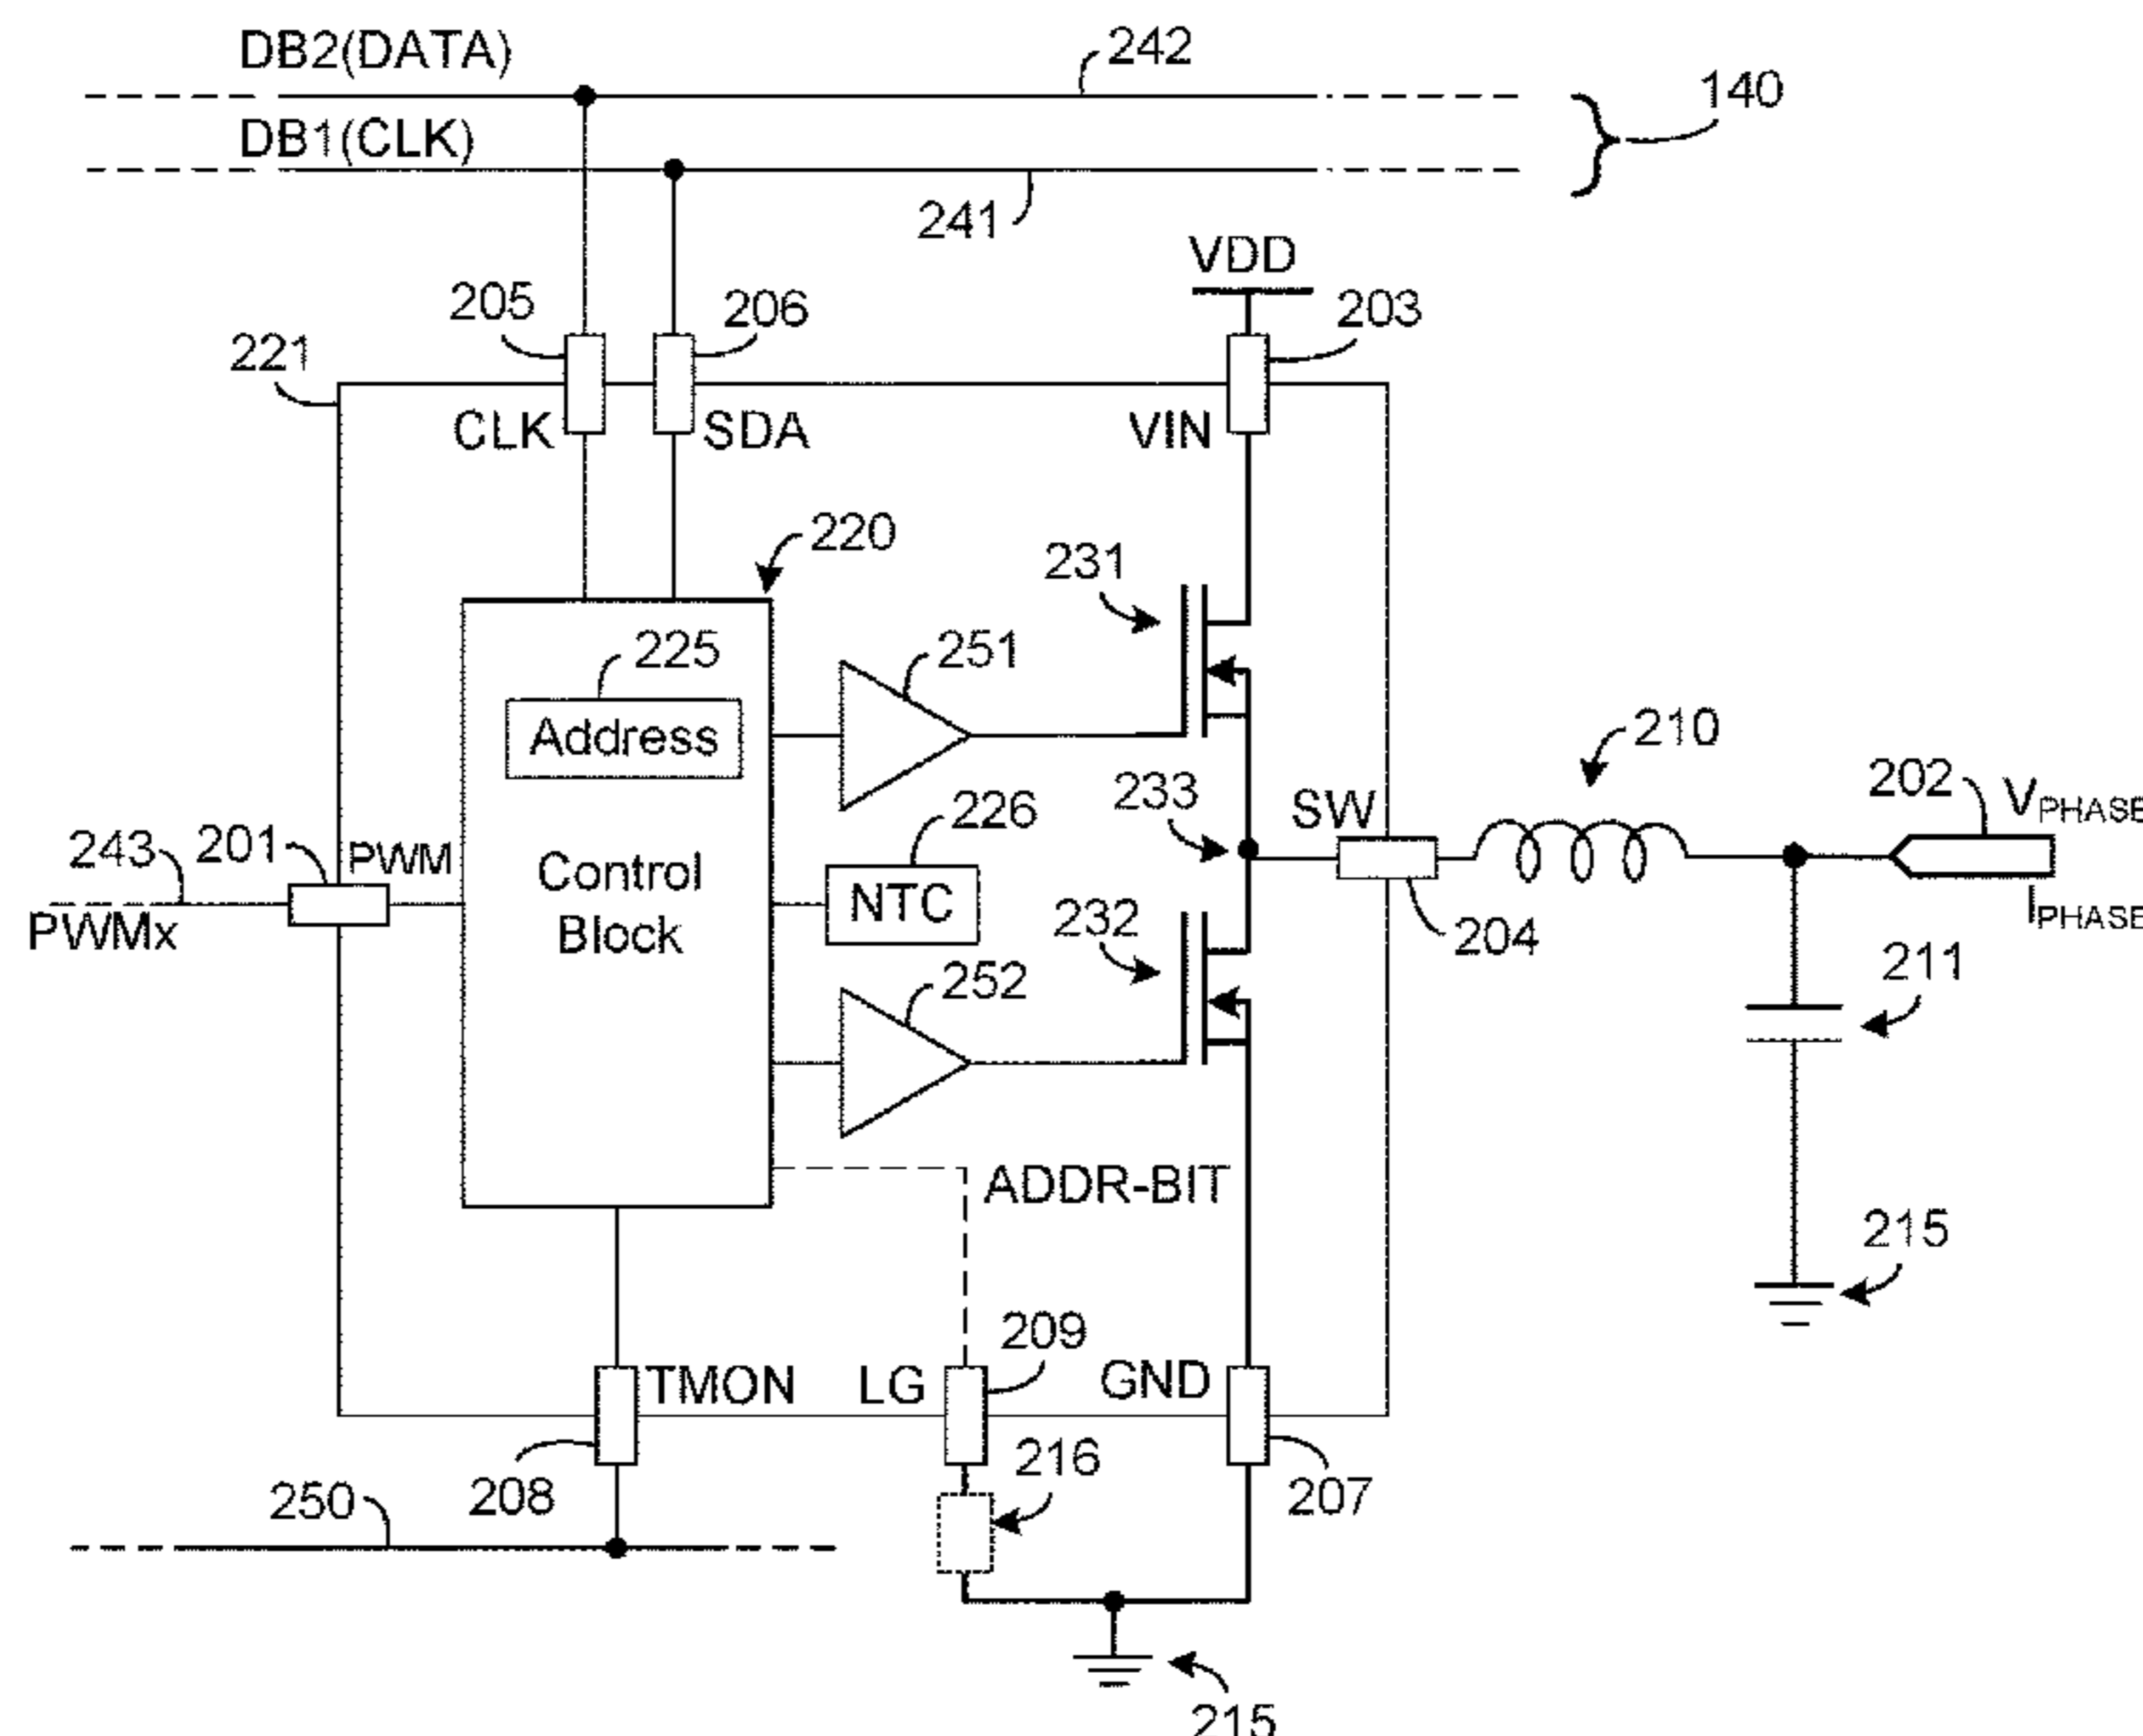 DB2(DATA)
242
140
DB1(CLK)
241
VDD
205
206
203
221
CLK
SDA
VIN
220
231
225
251
Address
210
202
VPHASE
233
SW
226
243
201
PWM
Control
Block
NTC
PWMx
232
204
IPHASE
211
252
ADDR-BIT
215
209
TMON
LG
GND
216
208
207
250
215